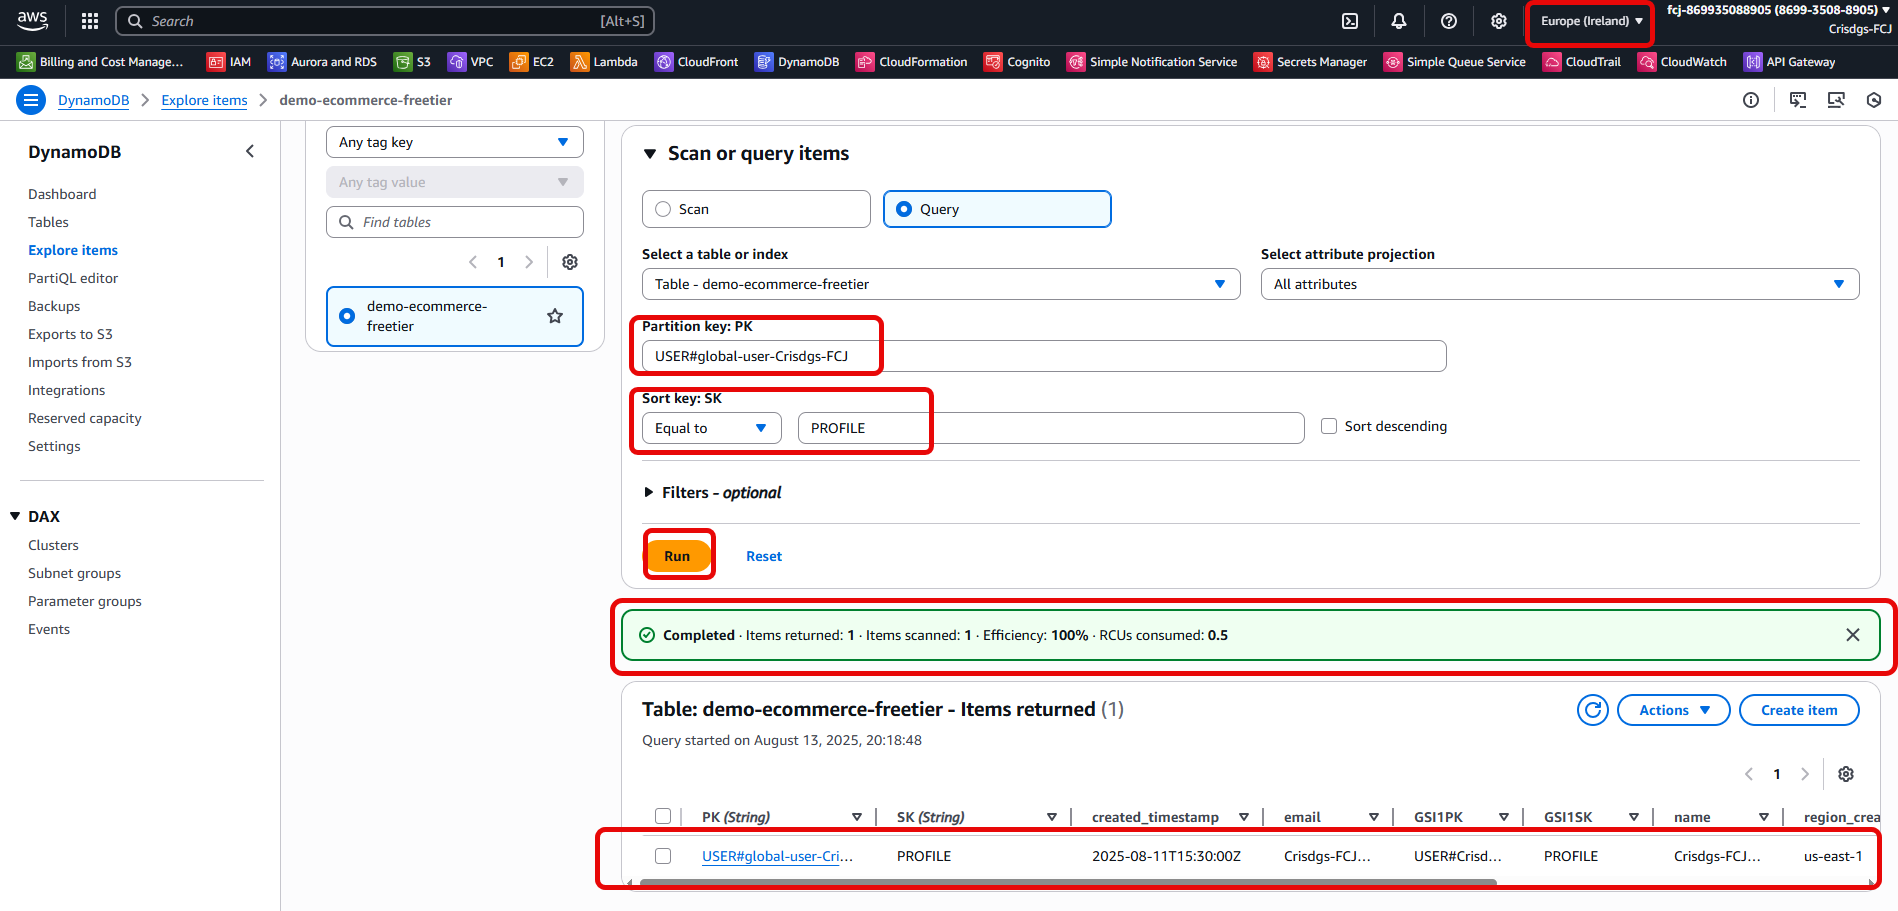 aws
Search [Alt+S]
Europe (Ireland)
fcj-869935088905 (8699-3508-8905)
Crisdgs-FCJ
Billing and Cost Manage... IAM Aurora and RDS S3 VPC EC2 Lambda CloudFront DynamoDB CloudFormation Cognito Simple Notification Service Secrets Manager Simple Queue Service CloudTrail CloudWatch API Gateway
DynamoDB Explore items demo-ecommerce-freetier
DynamoDB
Dashboard
Tables
Explore items
PartiQL editor
Backups
Exports to S3
Imports from S3
Integrations
Reserved capacity
Settings
DAX
Clusters
Subnet groups
Parameter groups
Events
Any tag key
Any tag value
Find tables
1
demo-ecommerce-
freetier
Scan or query items
Scan Query
Select a table or index Select attribute projection
Table - demo-ecommerce-freetier All attributes
Partition key: PK
USER#global-user-Crisdgs-FCJ
Sort key: SK
Equal to PROFILE Sort descending
Filters - optional
Run Reset
Completed · Items returned: 1 · Items scanned: 1 · Efficiency: 100% · RCUs consumed: 0.5
Table: demo-ecommerce-freetier - Items returned (1)
Actions Create item
Query started on August 13, 2025, 20:18:48
1
PK (String) SK (String) created_timestamp email GSI1PK GSI1SK name region_crea
USER#global-user-Cri... PROFILE 2025-08-11T15:30:00Z Crisdgs-FCJ... USER#Crisd... PROFILE Crisdgs-FCJ... us-east-1